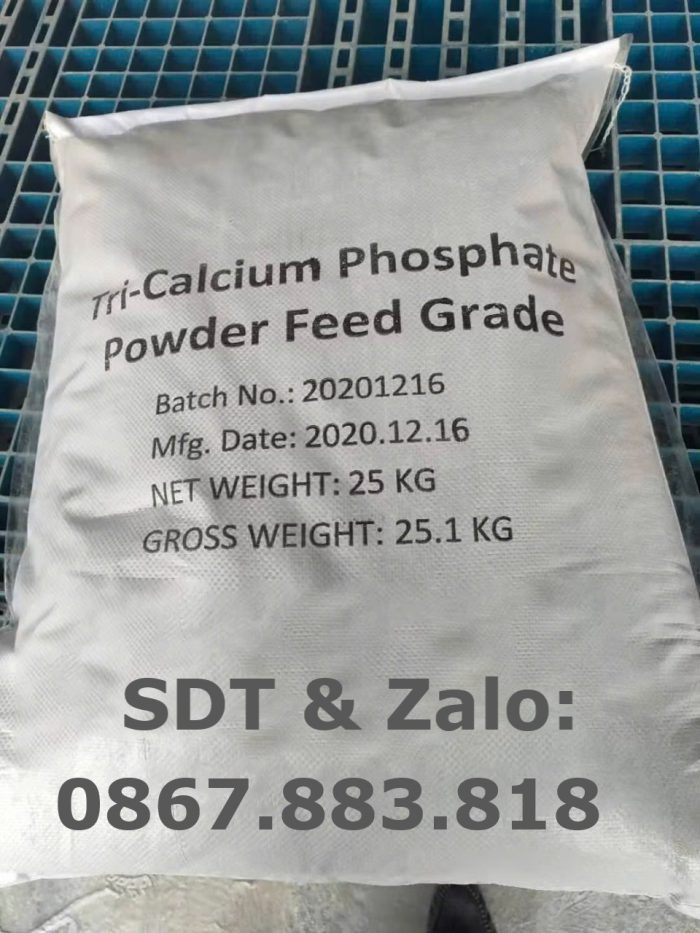 Tri-Calcium Phosphate
Powder Feed Grade
Batch No.: 20201216
Mfg. Date: 2020.12.16
NET WEIGHT: 25 KG
GROSS WEIGHT: 25.1 KG
SDT & Zalo:
0867.883.818